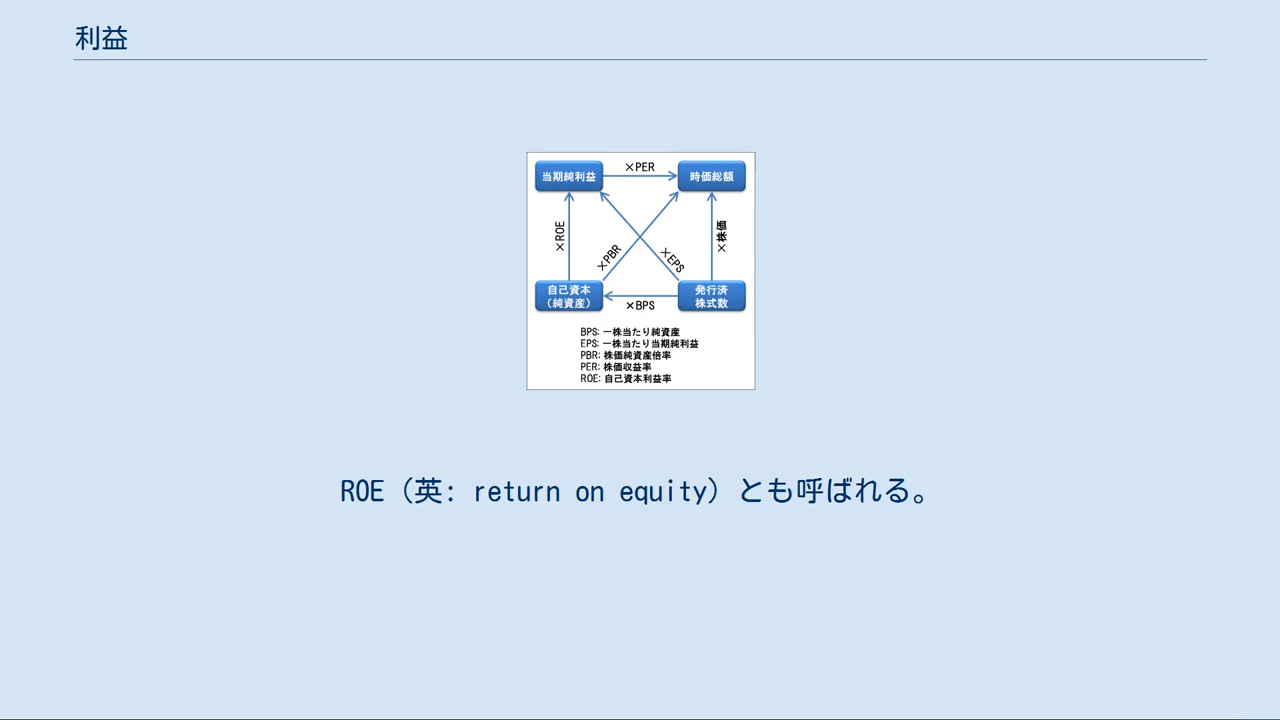 利益
×PER
当期純利益
時価総額
×ROE
×PBR
×EPS
×株価
自己資本
（純資産）
発行済
株式数
×BPS
BPS: 一株当たり純資産
EPS: 一株当たり当期純利益
PBR: 株価純資産倍率
PER: 株価収益率
ROE: 自己資本利益率
ROE（英: return on equity）とも呼ばれる。